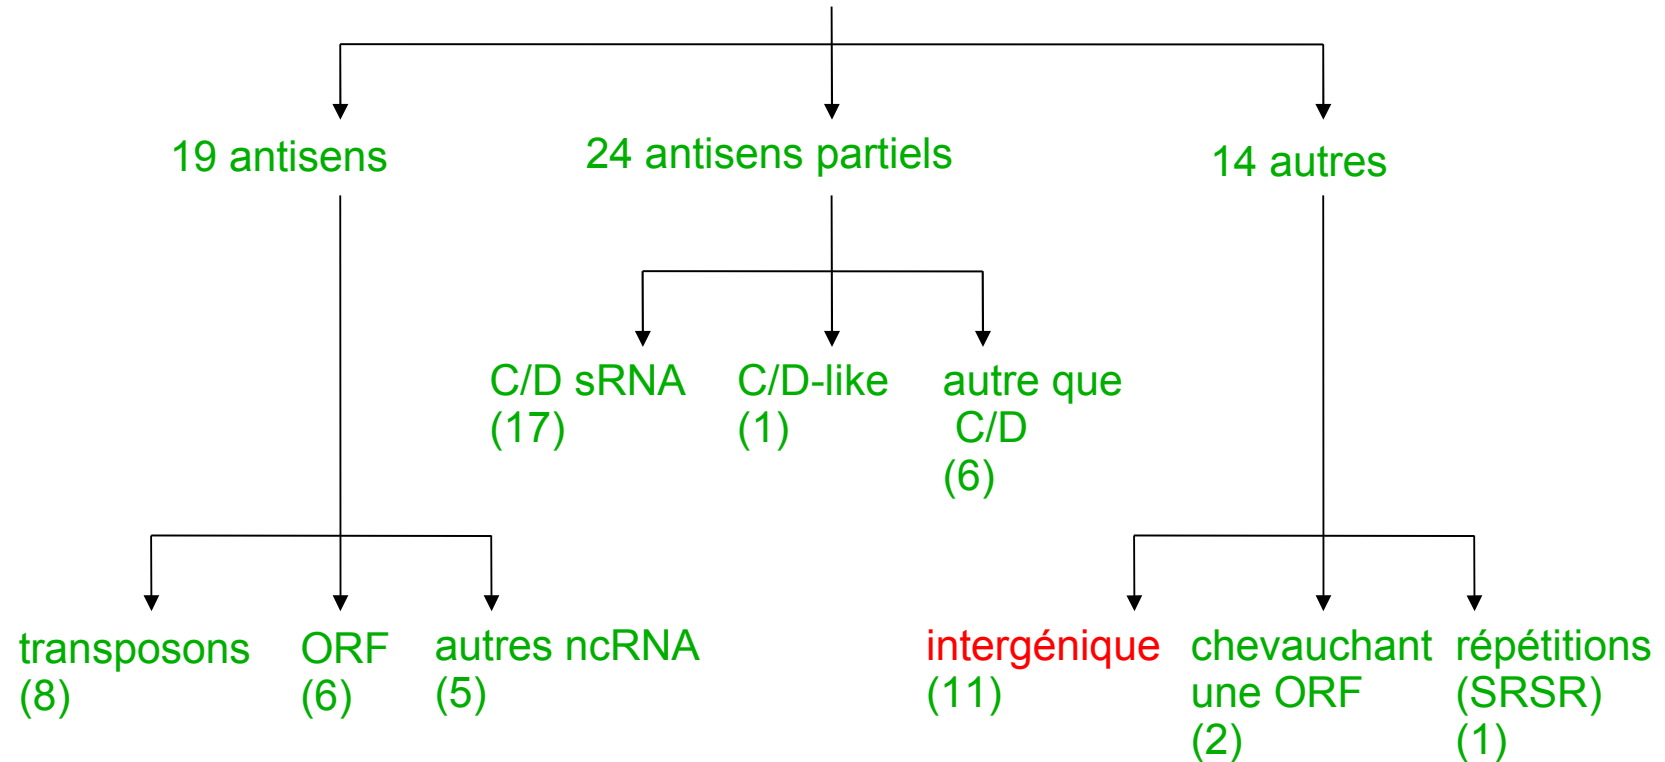 19 antisens
24 antisens partiels
14 autres
C/D sRNA
(17)
C/D-like
(1)
autre que
C/D
(6)
transposons
(8)
ORF
(6)
autres ncRNA
(5)
intergénique
(11)
chevauchant
une ORF
(2)
répétitions
(SRSR)
(1)